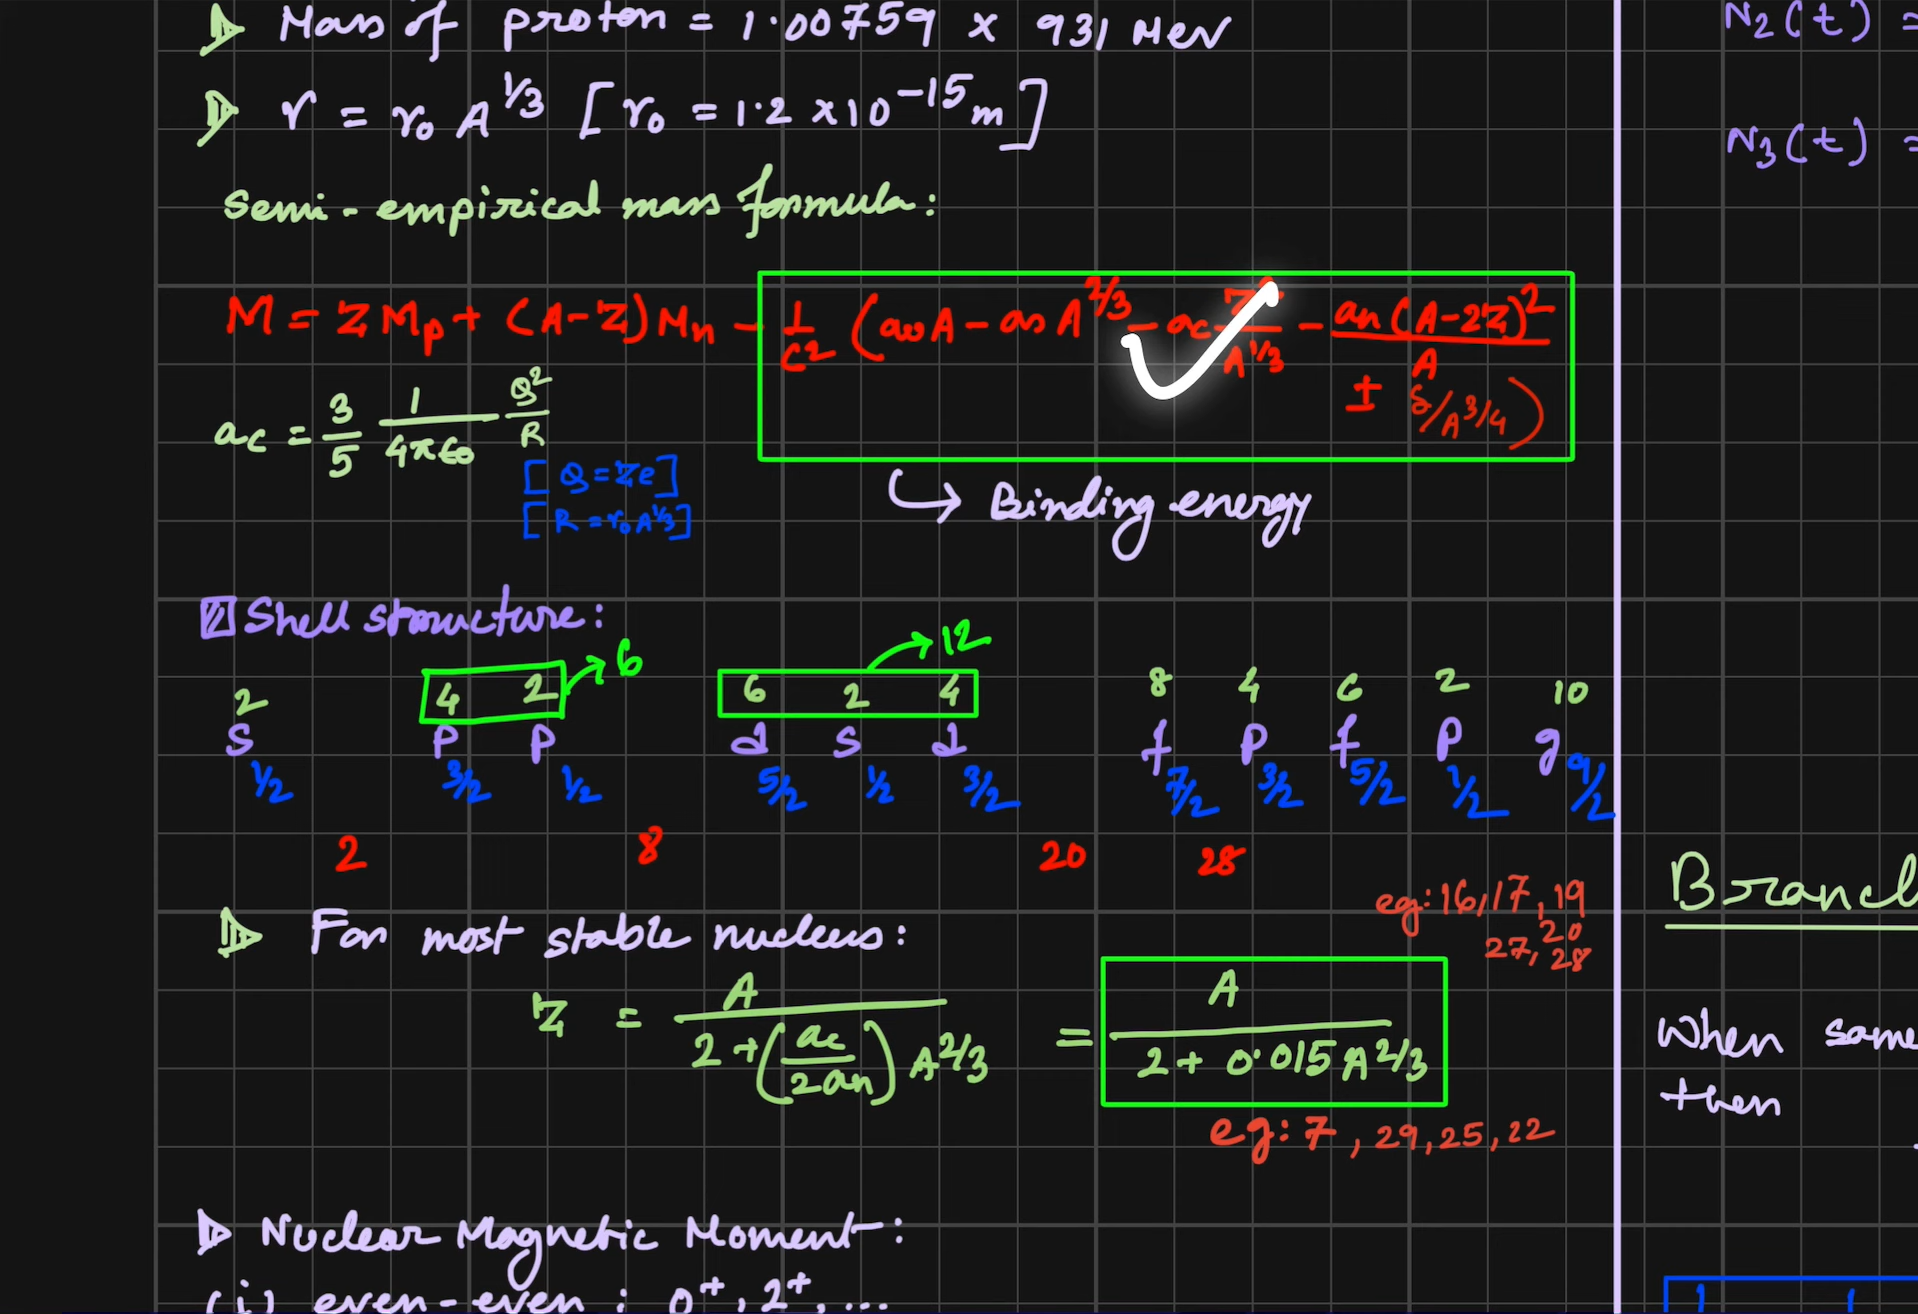 Mass of proton = 1.00759 x 931 MeV
r = r₀ A^1/3 [r₀ = 1.2 x10^-15 m]
Semi-empirical mass formula:
M = Z Mp + (A-Z) Mn - 1/c² (avA - as A^2/3 - ac Z²/A^1/3 - an (A-2Z)²/A ± δ/A^3/4)
ac = 3/5 1/4πϵ₀ Q²/R
[Q = Ze]
[R = r₀A^1/3]
↳ Binding energy
Shell structure:
→ 6 → 12
2 4 2 6 2 4 8 4 6 2 10
S P P d s d f P f P g
1/2 3/2 1/2 5/2 1/2 3/2 7/2 3/2 5/2 1/2 9/2
2 8 20 28
eg: 16, 17, 19
20
27, 28
For most stable nucleus:
Z = A / 2 + (ac/2an) A^2/3 = A / 2 + 0.015 A^2/3
eg: 7, 29, 25, 22
Nuclear Magnetic Moment:
(i) even-even : 0⁺, 2⁺, ...
N₂(t) =
N₃(t) =
When same
then